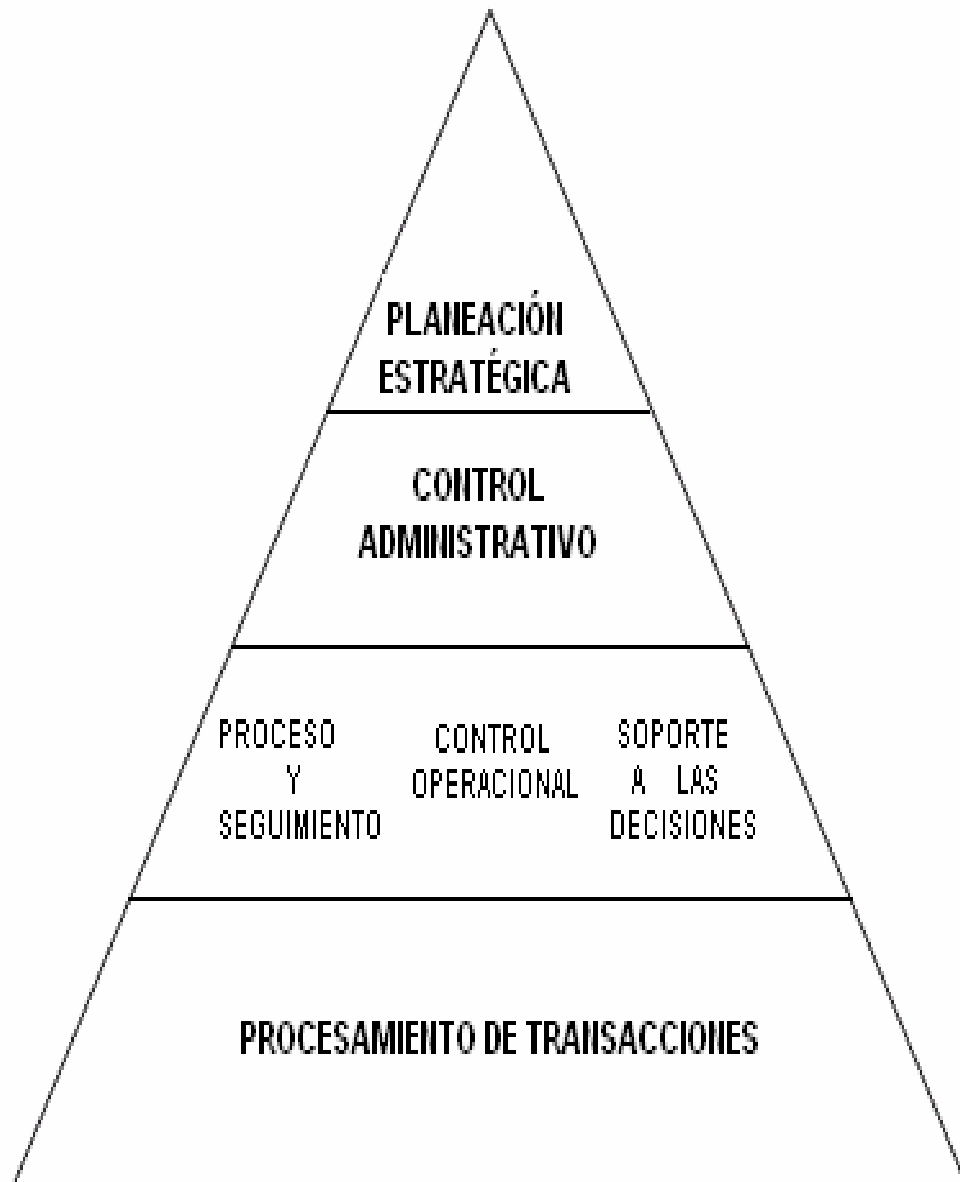 PLANEACIÓN
ESTRATÉGICA
CONTROL
ADMINISTRATIVO
PROCESO
Y
SEGUIMIENTO
CONTROL
OPERACIONAL
SOPORTE
A LAS
DECISIONES
PROCESAMIENTO DE TRANSACCIONES